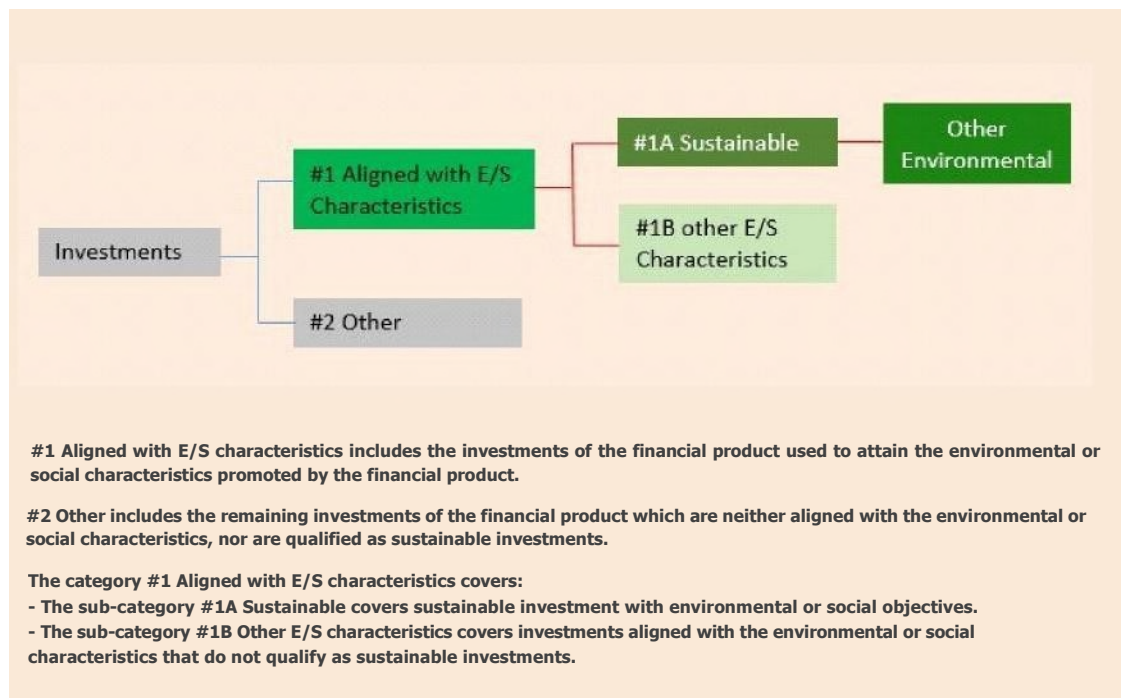 Investments
#1 Aligned with E/S
Characteristics
#2 Other
#1A Sustainable
#1B other E/S
Characteristics
Other
Environmental
#1 Aligned with E/S characteristics includes the investments of the financial product used to attain the environmental or
social characteristics promoted by the financial product.
#2 Other includes the remaining investments of the financial product which are neither aligned with the environmental or
social characteristics, nor are qualified as sustainable investments.
The category #1 Aligned with E/S characteristics covers:
- The sub-category #1A Sustainable covers sustainable investment with environmental or social objectives.
- The sub-category #1B Other E/S characteristics covers investments aligned with the environmental or social
characteristics that do not qualify as sustainable investments.